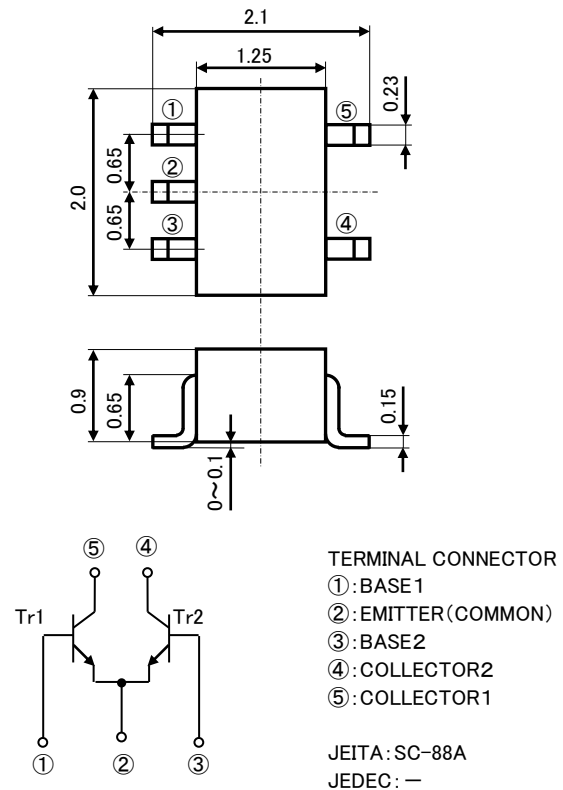 2.1
1.25
① ⑤
0.23
0.65
②
2.0
0.65
③ ④
0.9
0.65
0.15
0～0.1
⑤ ④
Tr1 Tr2
① ② ③
TERMINAL CONNECTOR
①:BASE1
②:EMITTER(COMMON)
③:BASE2
④:COLLECTOR2
⑤:COLLECTOR1
JEITA:SC-88A
JEDEC:－